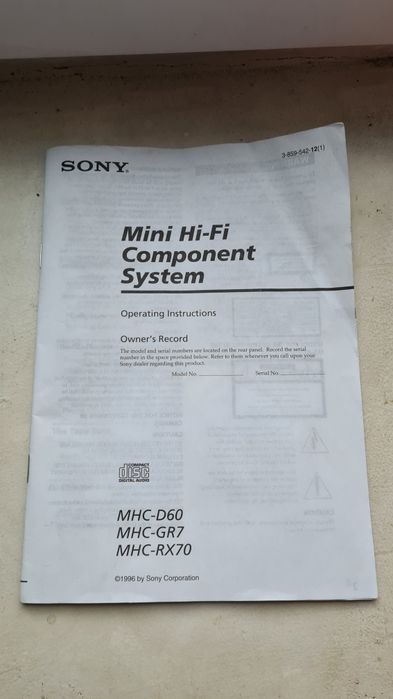 SONY®
3-859-542-12(1)
Mini Hi-Fi
Component
System
Operating Instructions
Owner's Record
The model and serial numbers are located on the rear panel. Record the serial
number in the space provided below. Refer to them whenever you call upon your
Sony dealer regarding this product.
Model No. Serial No.
COMPACT
disc
DIGITAL AUDIO
MHC-D60
MHC-GR7
MHC-RX70
©1996 by Sony Corporation